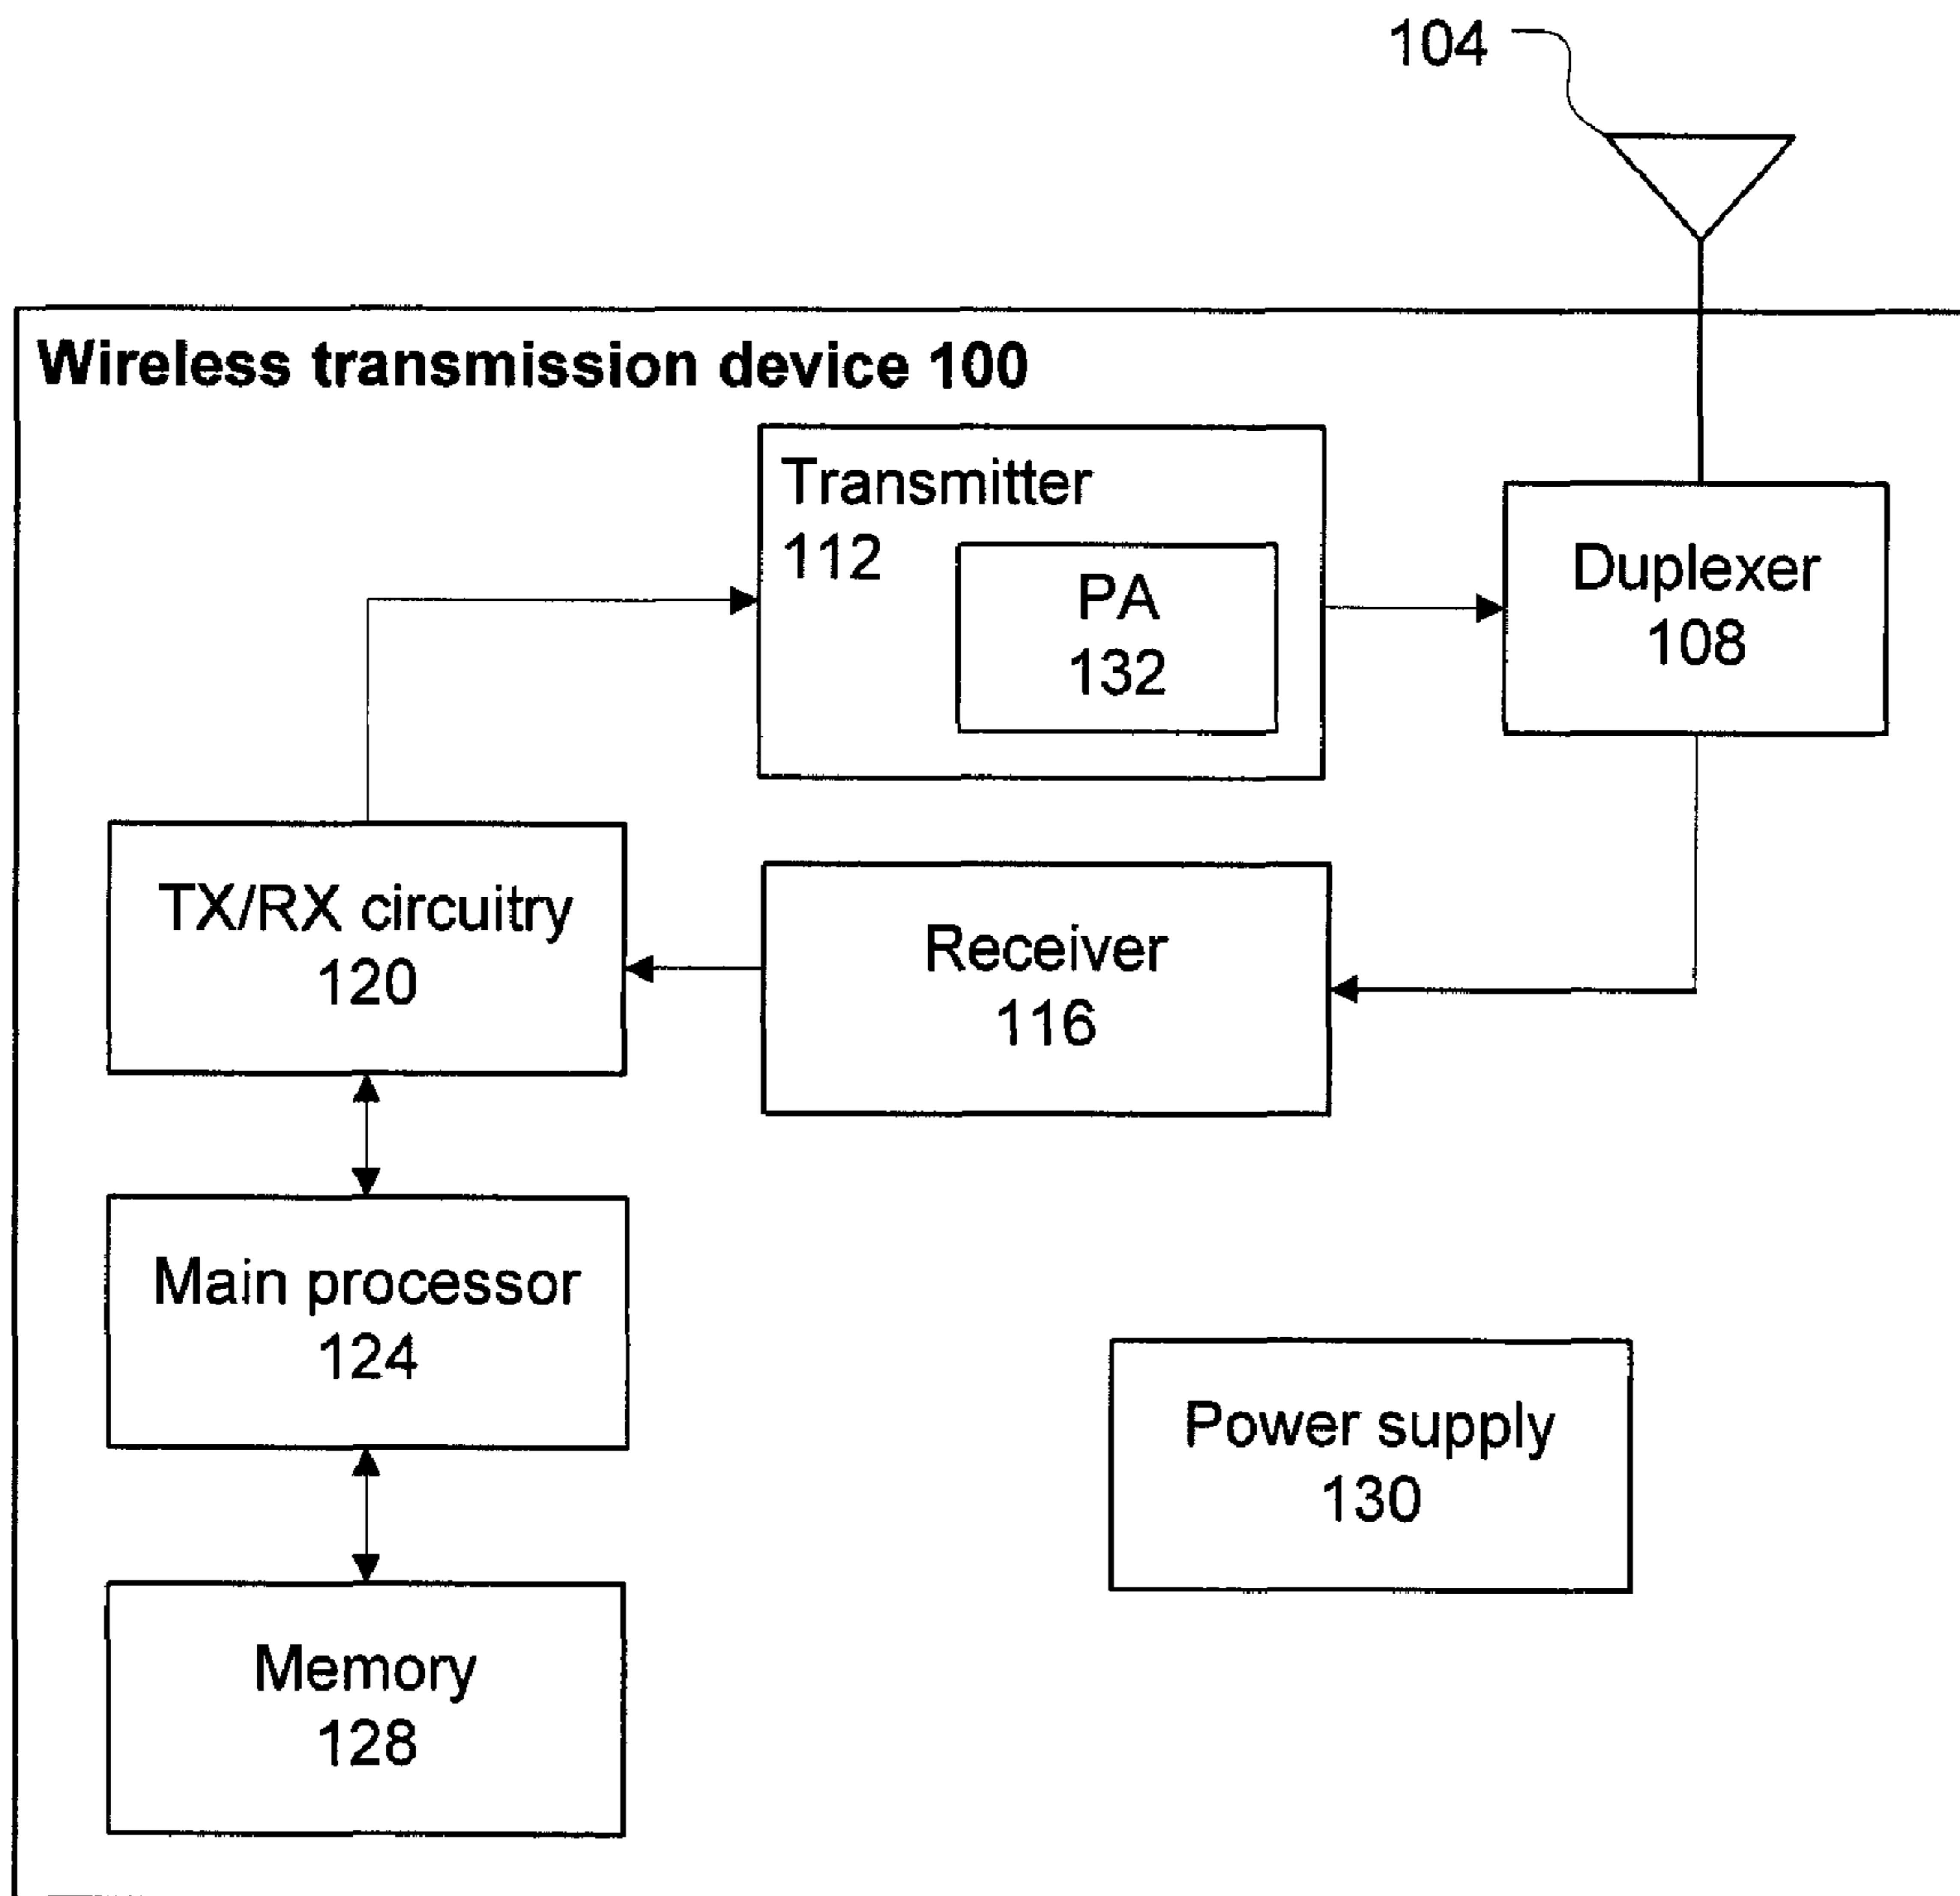 104
Wireless transmission device 100
Transmitter
112
PA
132
Duplexer
108
TX/RX circuitry
120
Receiver
116
Main processor
124
Power supply
130
Memory
128